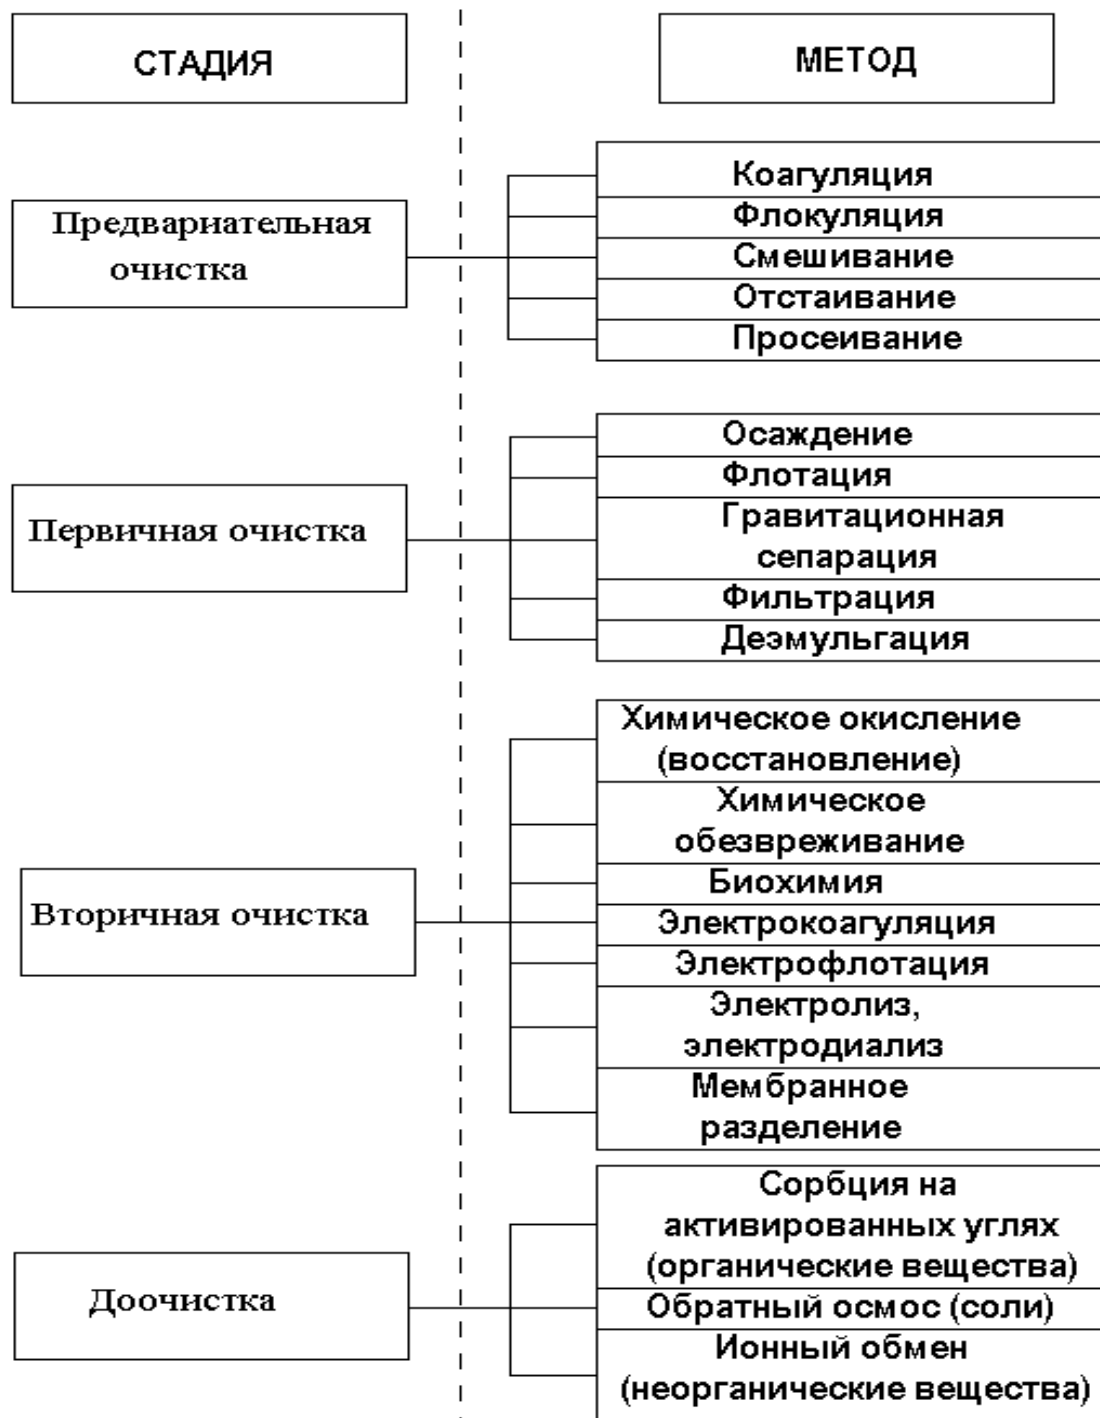 СТАДИЯ
МЕТОД
Предвариательная
очистка
Коагуляция
Флокуляция
Смешивание
Отстаивание
Просеивание
Первичная очистка
Осаждение
Флотация
Гравитационная
сепарация
Фильтрация
Деэмульгация
Вторичная очистка
Химическое окисление
(восстановление)
Химическое
обезвреживание
Биохимия
Электрокоагуляция
Электрофлотация
Электролиз,
электродиализ
Мембранное
разделение
Доочистка
Сорбция на
активированных углях
(органические вещества)
Обратный осмос (соли)
Ионный обмен
(неорганические вещества)